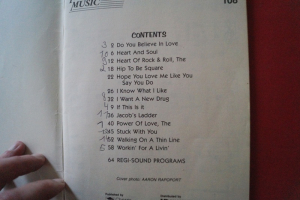 MUSIC
CONTENTS
2 Do You Believe In Love
6 Heart And Soul
12 Heart Of Rock & Roll, The
18 Hip To Be Square
22 Hope You Love Me Like You
Say You Do
26 I Know What I Like
32 I Want A New Drug
9 If This Is It
36 Jacob's Ladder
40 Power Of Love, The
Stuck With You
Walking On A Thin Line
58 Workin' For A Livin'
64 REGI-SOUND PROGRAMS
Cover photo: AARON RAPOPORT